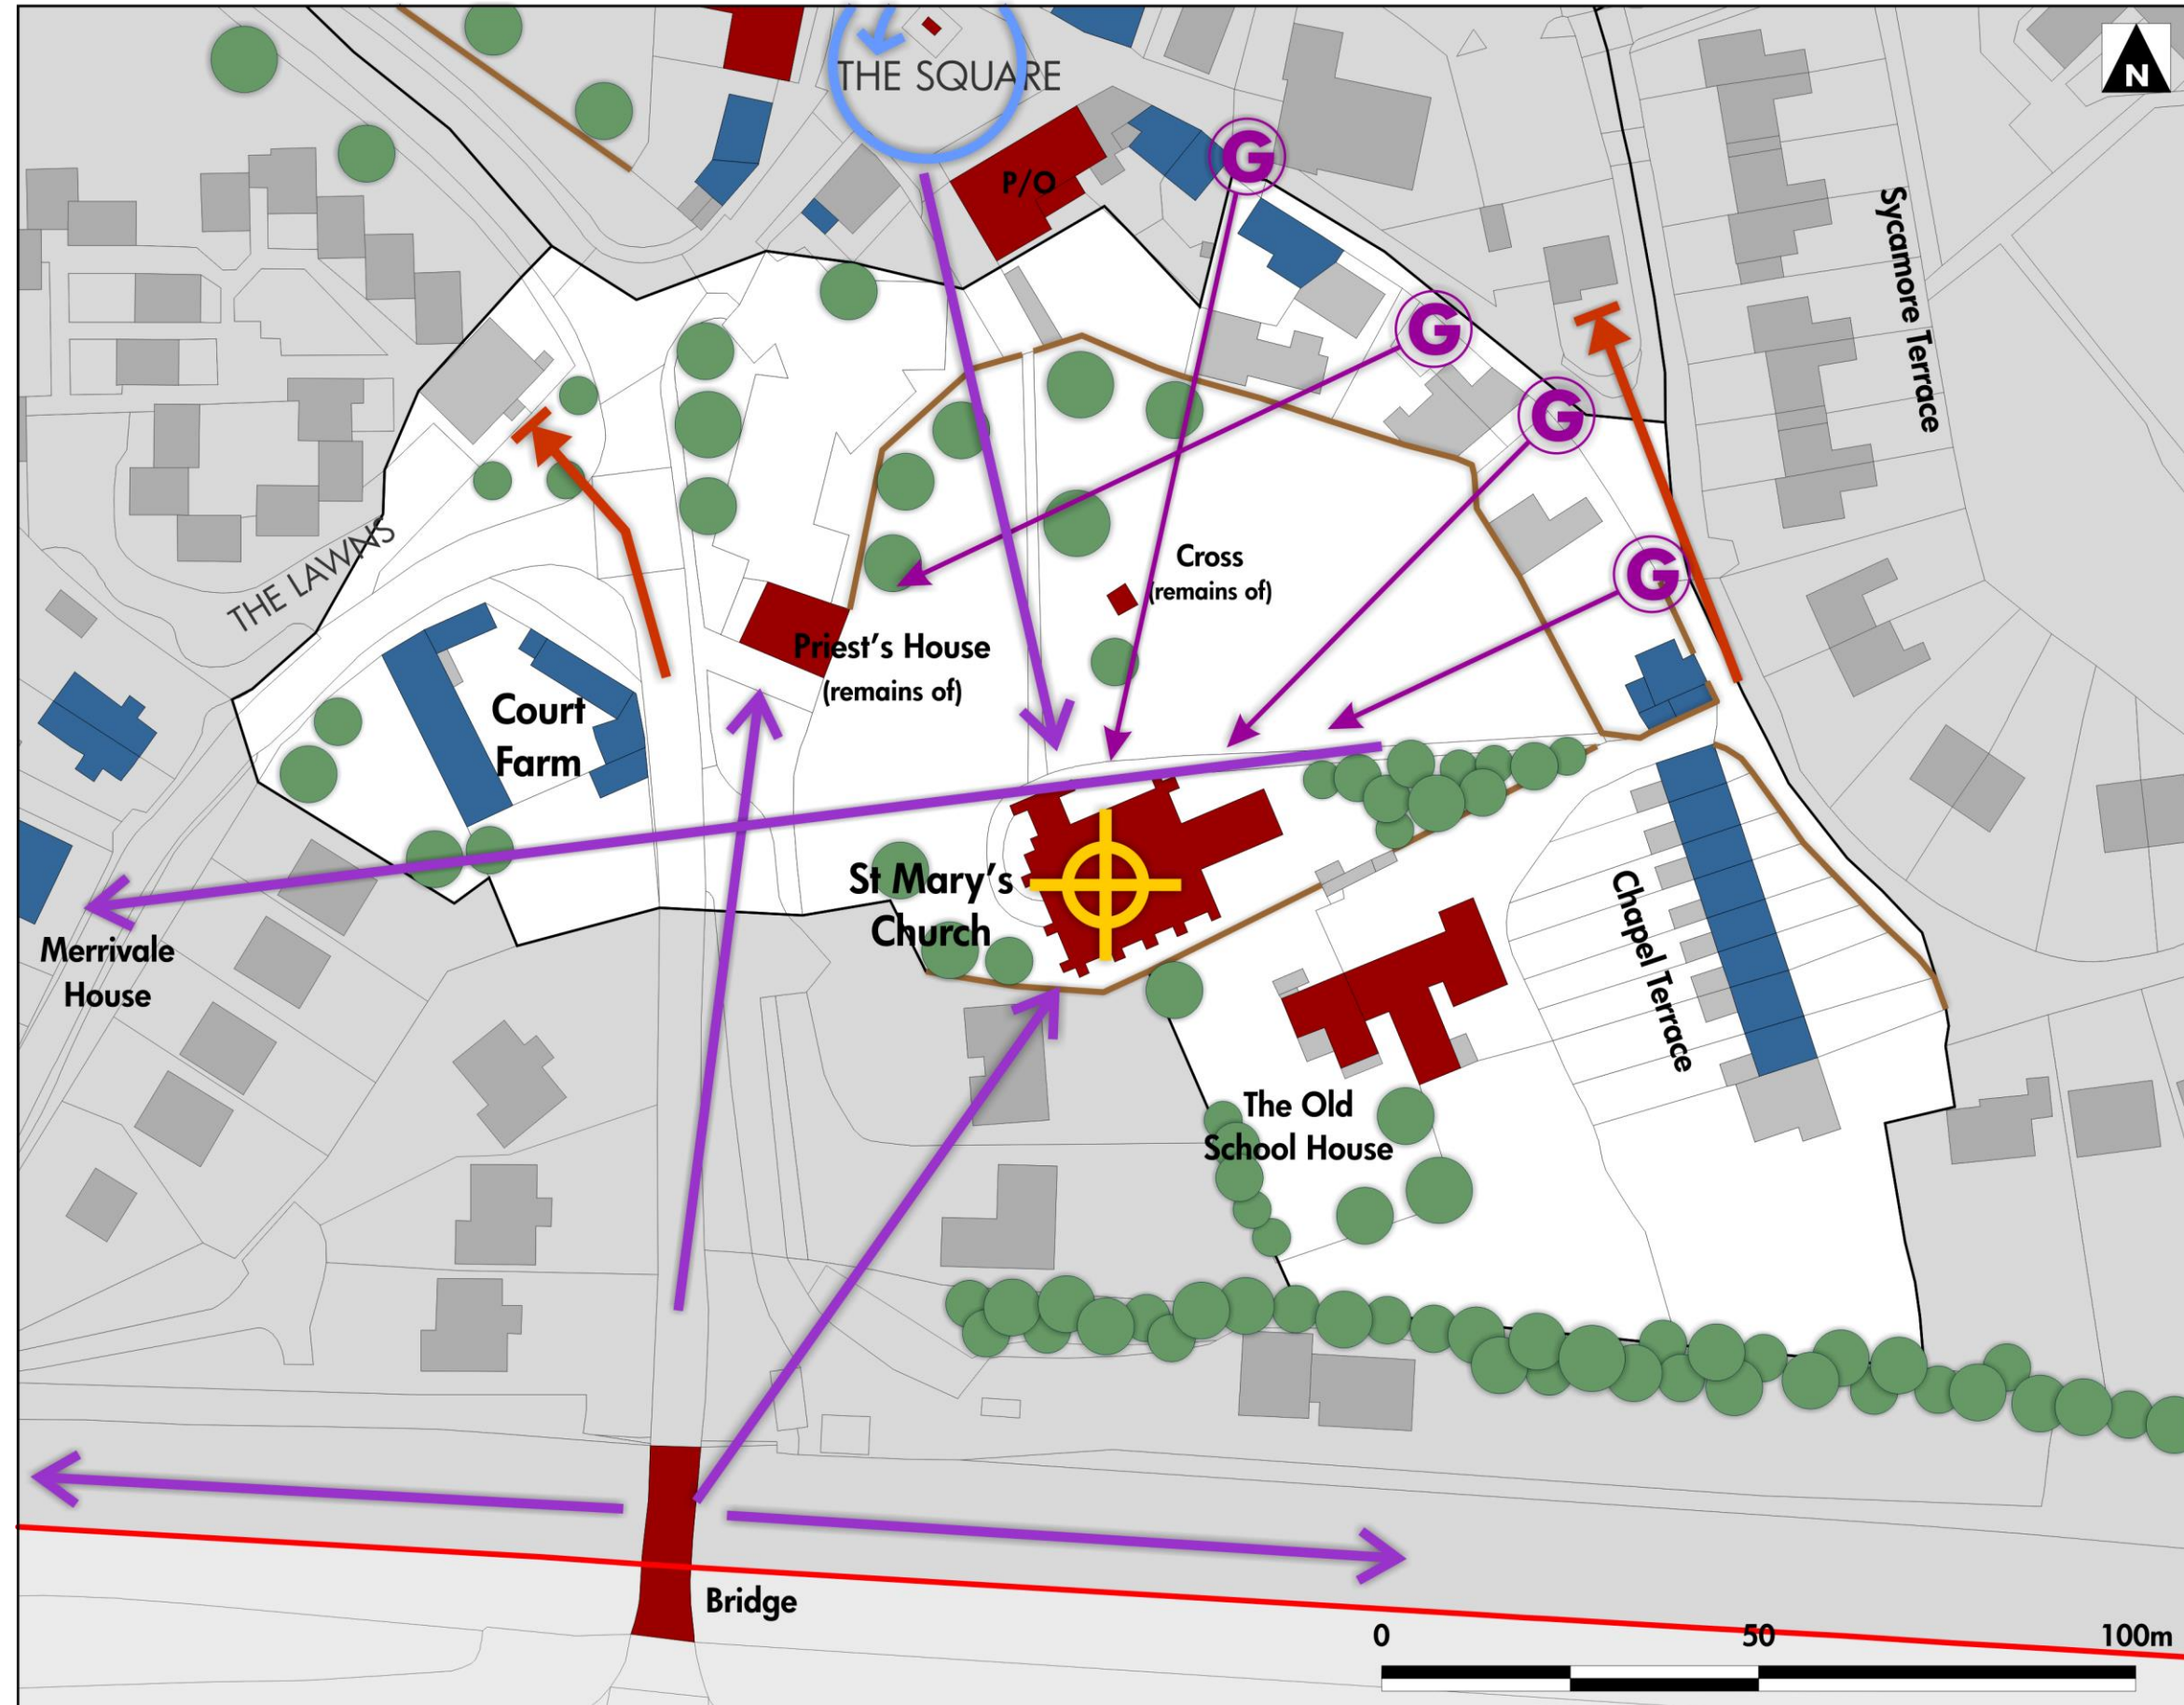 N
THE SQUARE
P/O
G
G
G
G
Sycamore Terrace
Cross
(remains of)
THE LAWNS
Priest's House
(remains of)
Court
Farm
St Mary's
Church
Merrivale
House
Chapel Terrace
The Old
School House
Bridge
0 50 100m